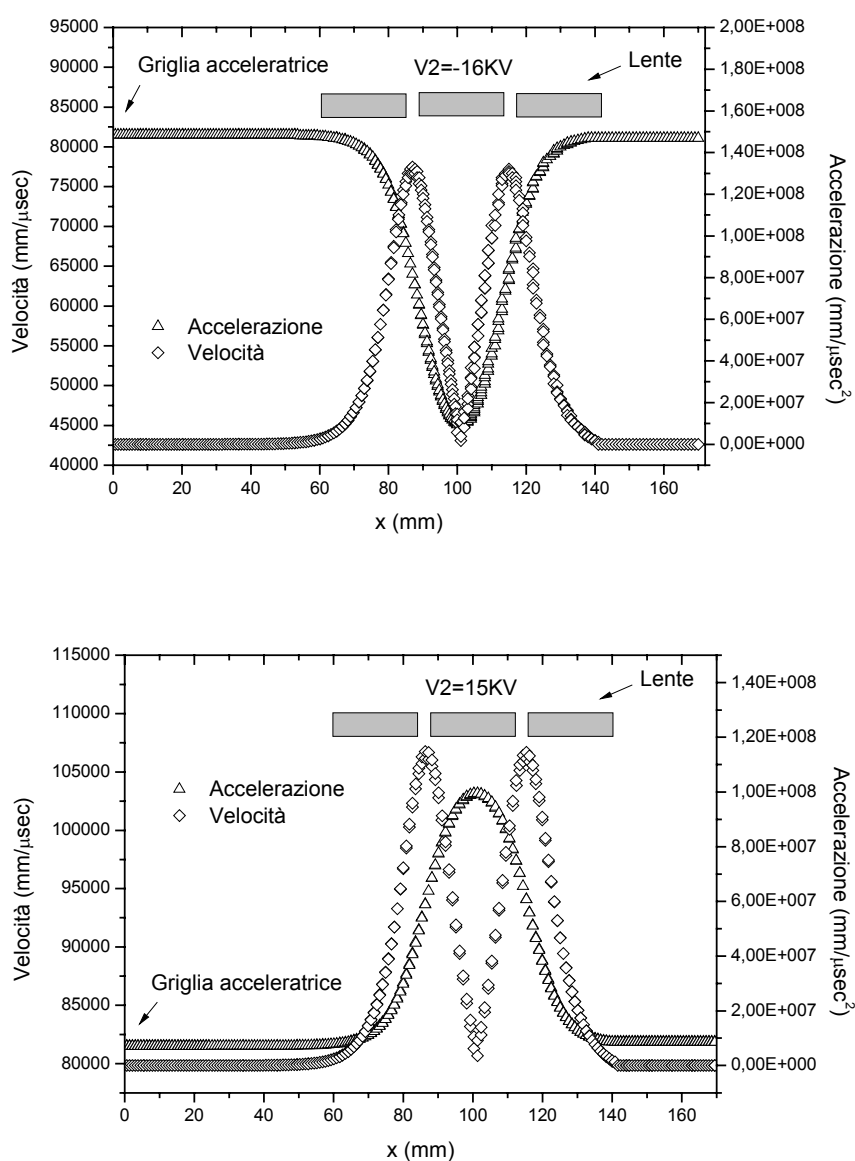 95000
90000
85000
80000
75000
70000
65000
60000
55000
50000
45000
40000
Velocità (mm/μsec)
Griglia acceleratrice
V2=-16KV
Lente
Accelerazione
Velocità
2,00E+008
1,80E+008
1,60E+008
1,40E+008
1,20E+008
1,00E+008
8,00E+007
6,00E+007
4,00E+007
2,00E+007
0,00E+000
Accelerazione (mm/μsec²)
0 20 40 60 80 100 120 140 160
x (mm)
115000
110000
105000
100000
95000
90000
85000
80000
Velocità (mm/μsec)
V2=15KV
Lente
Accelerazione
Velocità
Griglia acceleratrice
1,40E+008
1,20E+008
1,00E+008
8,00E+007
6,00E+007
4,00E+007
2,00E+007
0,00E+000
Accelerazione (mm/μsec²)
0 20 40 60 80 100 120 140 160
x (mm)